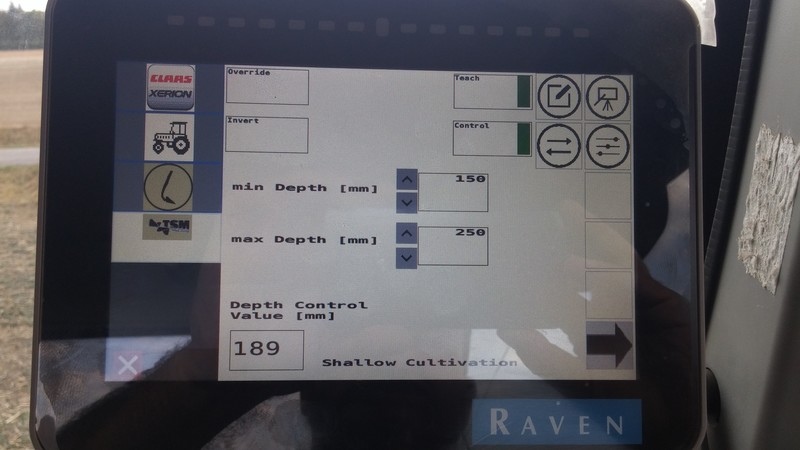 CLAAS
XERION
TSM
Override
Invert
Teach
Control
min Depth [mm]
150
max Depth [mm]
250
Depth Control
Value [mm]
189
Shallow Cultivation
RAVEN